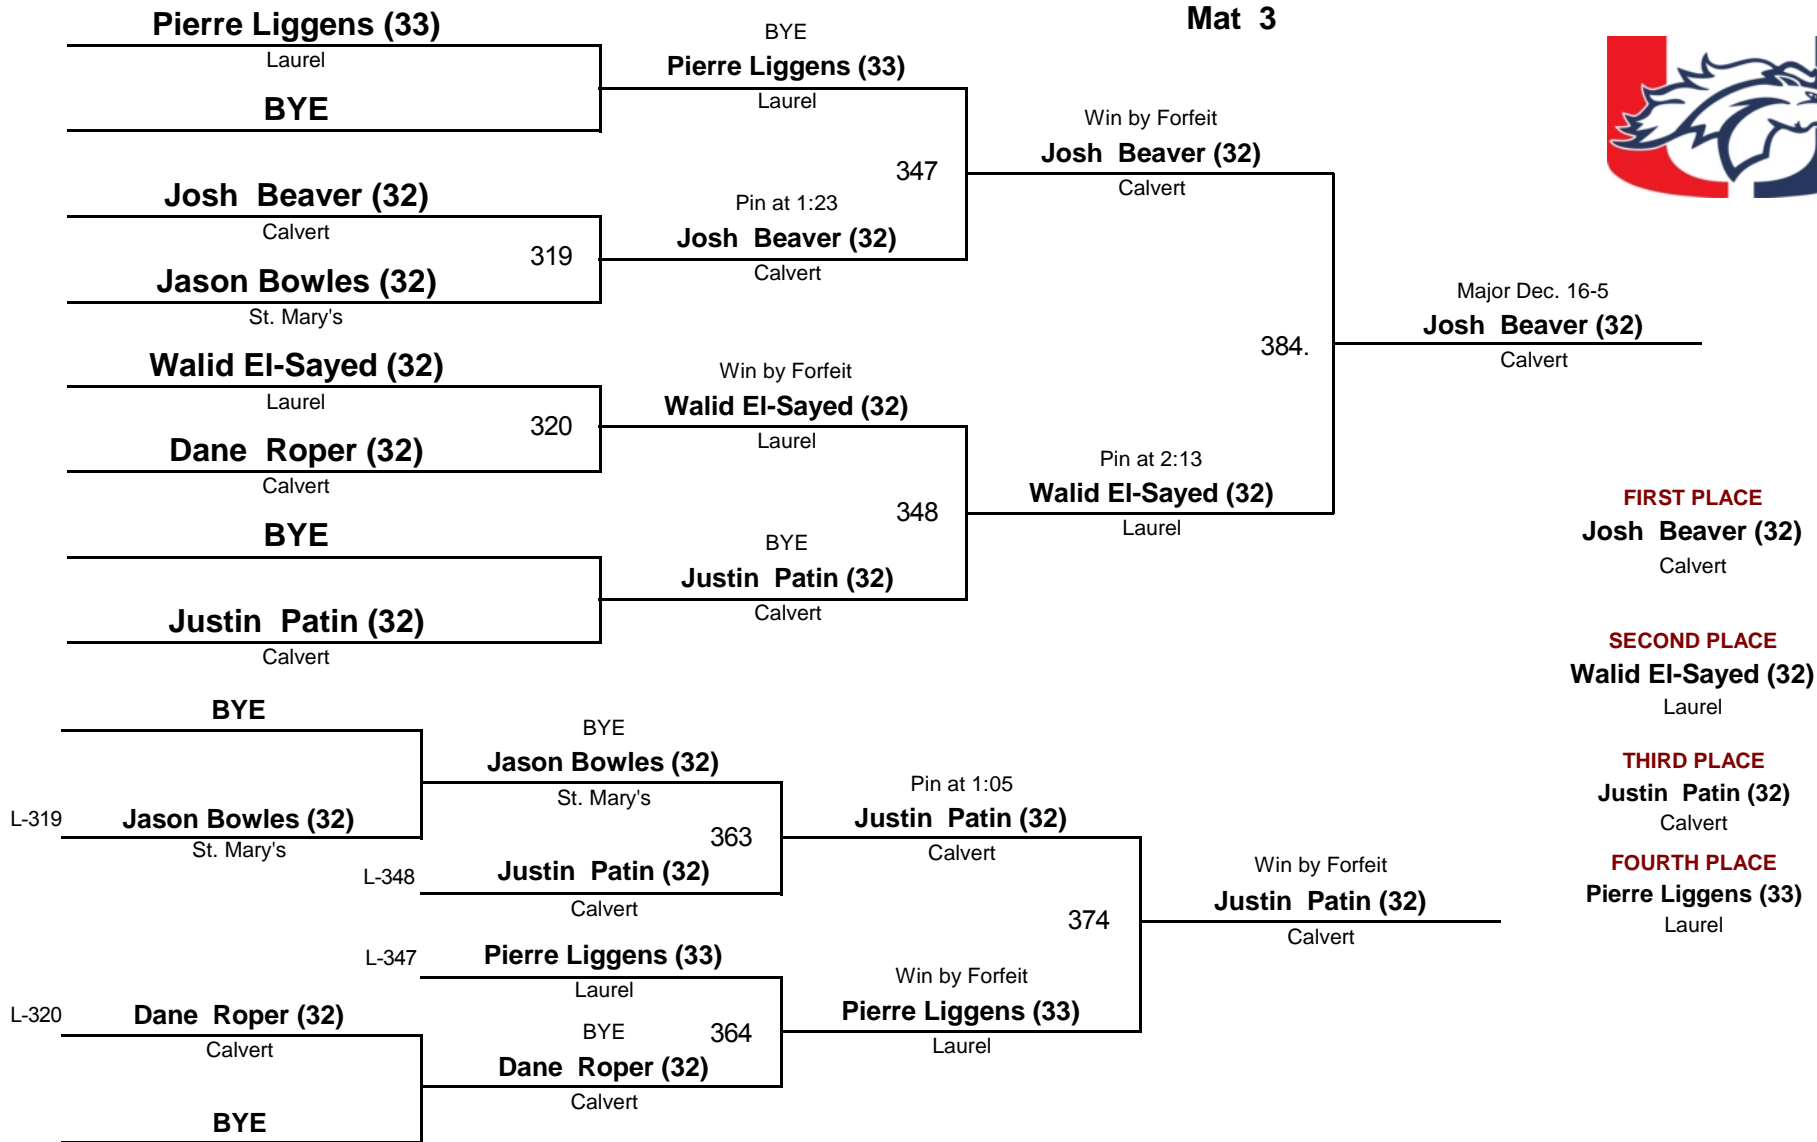 Mat  3
Pierre Liggens (33)
Laurel
BYE
Josh  Beaver (32)
Calvert
319
Jason Bowles (32)
St. Mary's
Walid El-Sayed (32)
Laurel
320
Dane  Roper (32)
Calvert
BYE
Justin  Patin (32)
Calvert
BYE
Pierre Liggens (33)
Laurel
347
Pin at 1:23
Josh  Beaver (32)
Calvert
Win by Forfeit
Walid El-Sayed (32)
Laurel
348
BYE
Justin  Patin (32)
Calvert
Win by Forfeit
Josh  Beaver (32)
Calvert
384.
Pin at 2:13
Walid El-Sayed (32)
Laurel
Major Dec. 16-5
Josh  Beaver (32)
Calvert
BYE
L-319
Jason Bowles (32)
St. Mary's
L-320
Dane  Roper (32)
Calvert
BYE
BYE
Jason Bowles (32)
St. Mary's
363
L-348
Justin  Patin (32)
Calvert
L-347
Pierre Liggens (33)
Laurel
BYE
364
Dane  Roper (32)
Calvert
Pin at 1:05
Justin  Patin (32)
Calvert
374
Win by Forfeit
Pierre Liggens (33)
Laurel
Win by Forfeit
Justin  Patin (32)
Calvert
FIRST PLACE
Josh  Beaver (32)
Calvert
SECOND PLACE
Walid El-Sayed (32)
Laurel
THIRD PLACE
Justin  Patin (32)
Calvert
FOURTH PLACE
Pierre Liggens (33)
Laurel